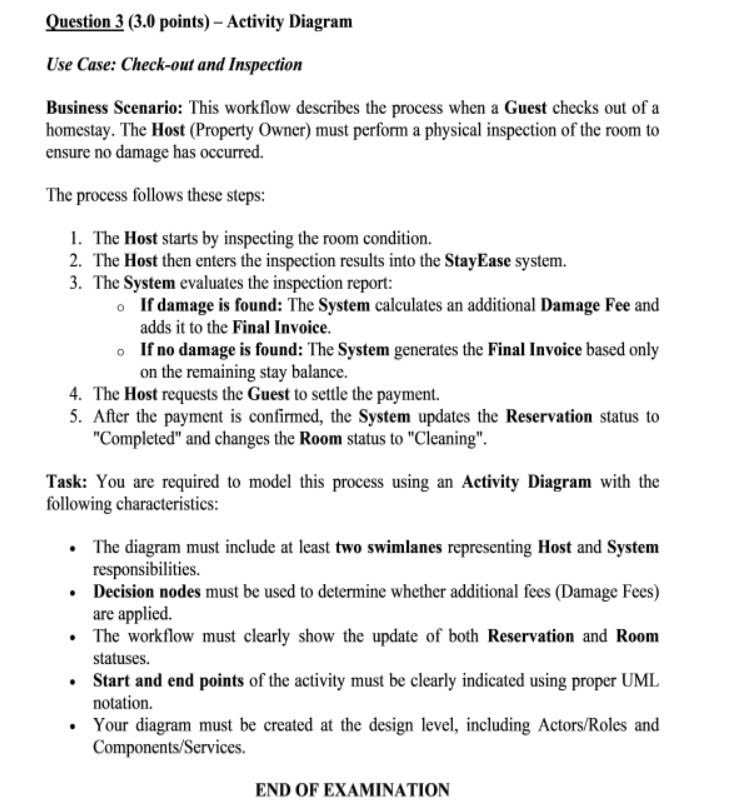 Question 3 (3.0 points) – Activity Diagram
Use Case: Check-out and Inspection
Business Scenario: This workflow describes the process when a Guest checks out of a
homestay. The Host (Property Owner) must perform a physical inspection of the room to
ensure no damage has occurred.
The process follows these steps:
1. The Host starts by inspecting the room condition.
2. The Host then enters the inspection results into the StayEase system.
3. The System evaluates the inspection report:
o If damage is found: The System calculates an additional Damage Fee and
adds it to the Final Invoice.
o If no damage is found: The System generates the Final Invoice based only
on the remaining stay balance.
4. The Host requests the Guest to settle the payment.
5. After the payment is confirmed, the System updates the Reservation status to
"Completed" and changes the Room status to "Cleaning".
Task: You are required to model this process using an Activity Diagram with the
following characteristics:
• The diagram must include at least two swimlanes representing Host and System
responsibilities.
• Decision nodes must be used to determine whether additional fees (Damage Fees)
are applied.
• The workflow must clearly show the update of both Reservation and Room
statuses.
• Start and end points of the activity must be clearly indicated using proper UML
notation.
• Your diagram must be created at the design level, including Actors/Roles and
Components/Services.
END OF EXAMINATION